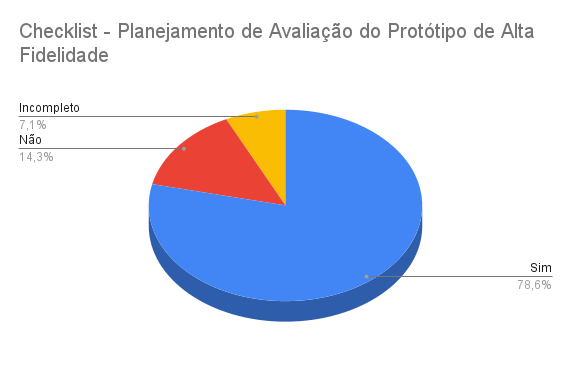 Checklist - Planejamento de Avaliação do Protótipo de Alta
Fidelidade
Incompleto
7,1%
Não
14,3%
Sim
78,6%